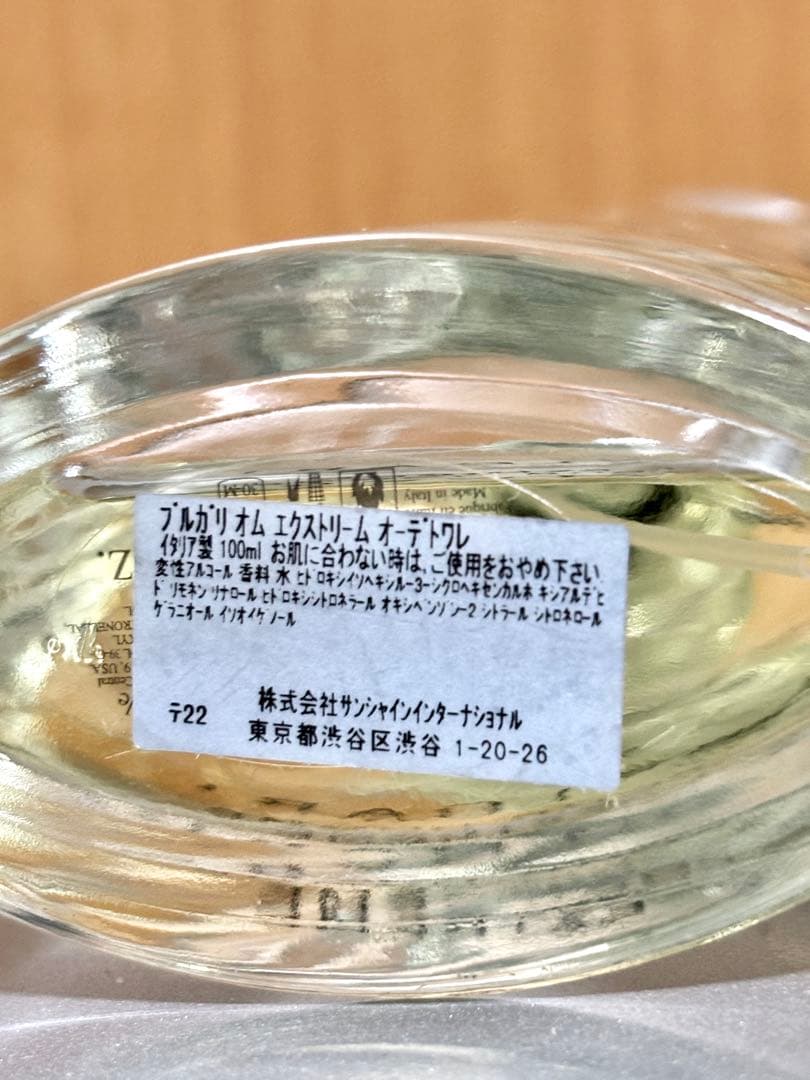 30 M
Made in Italy
Z.
ブルガリ オム エクストリーム オーデトワレ
イタリア製 100ml お肌に合わない時は、ご使用をおやめ下さい
変性アルコール 香料 水 ヒドロキシイソヘキシル-3-シクロヘキセンカルボ キシアルデヒ
ド リモネン リナロール ヒドロキシシトロネラール オキシベンゾン-2 シトラール シトロネロール
ゲラニオール イソオイゲノール
テ22
株式会社サンシャインインターナショナル
東京都渋谷区渋谷 1-20-26
USA
Central